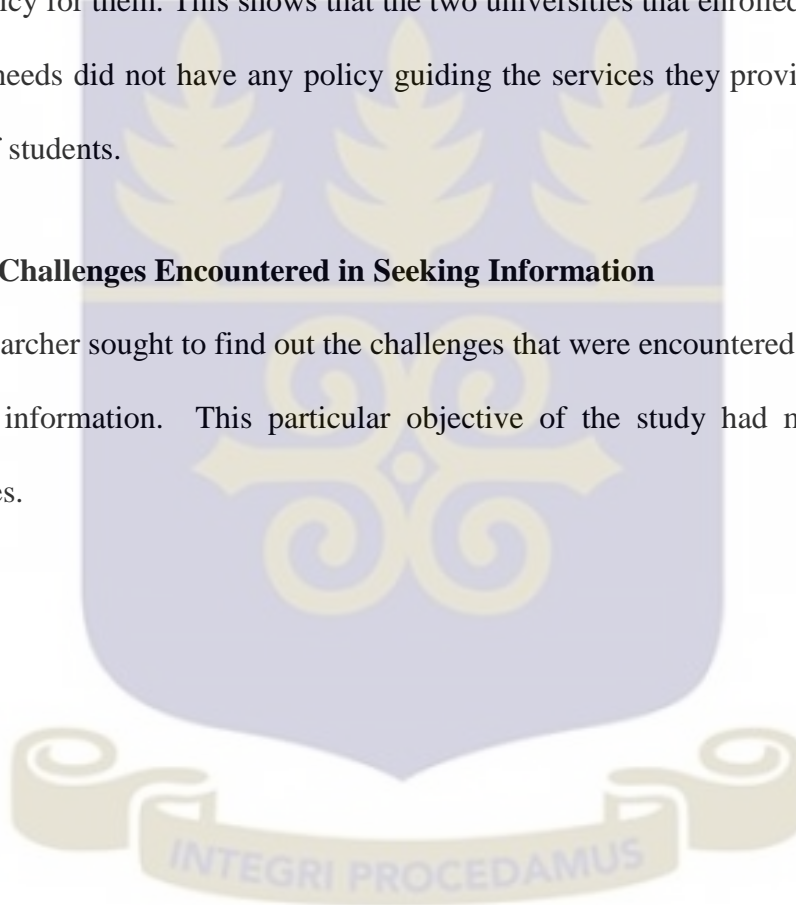 cy for them. This shows that the two universities that enrolled
needs did not have any policy guiding the services they provi
f students.
Challenges Encountered in Seeking Information
archer sought to find out the challenges that were encountered
information. This particular objective of the study had
es.
INTEGRI PROCEDAMUS